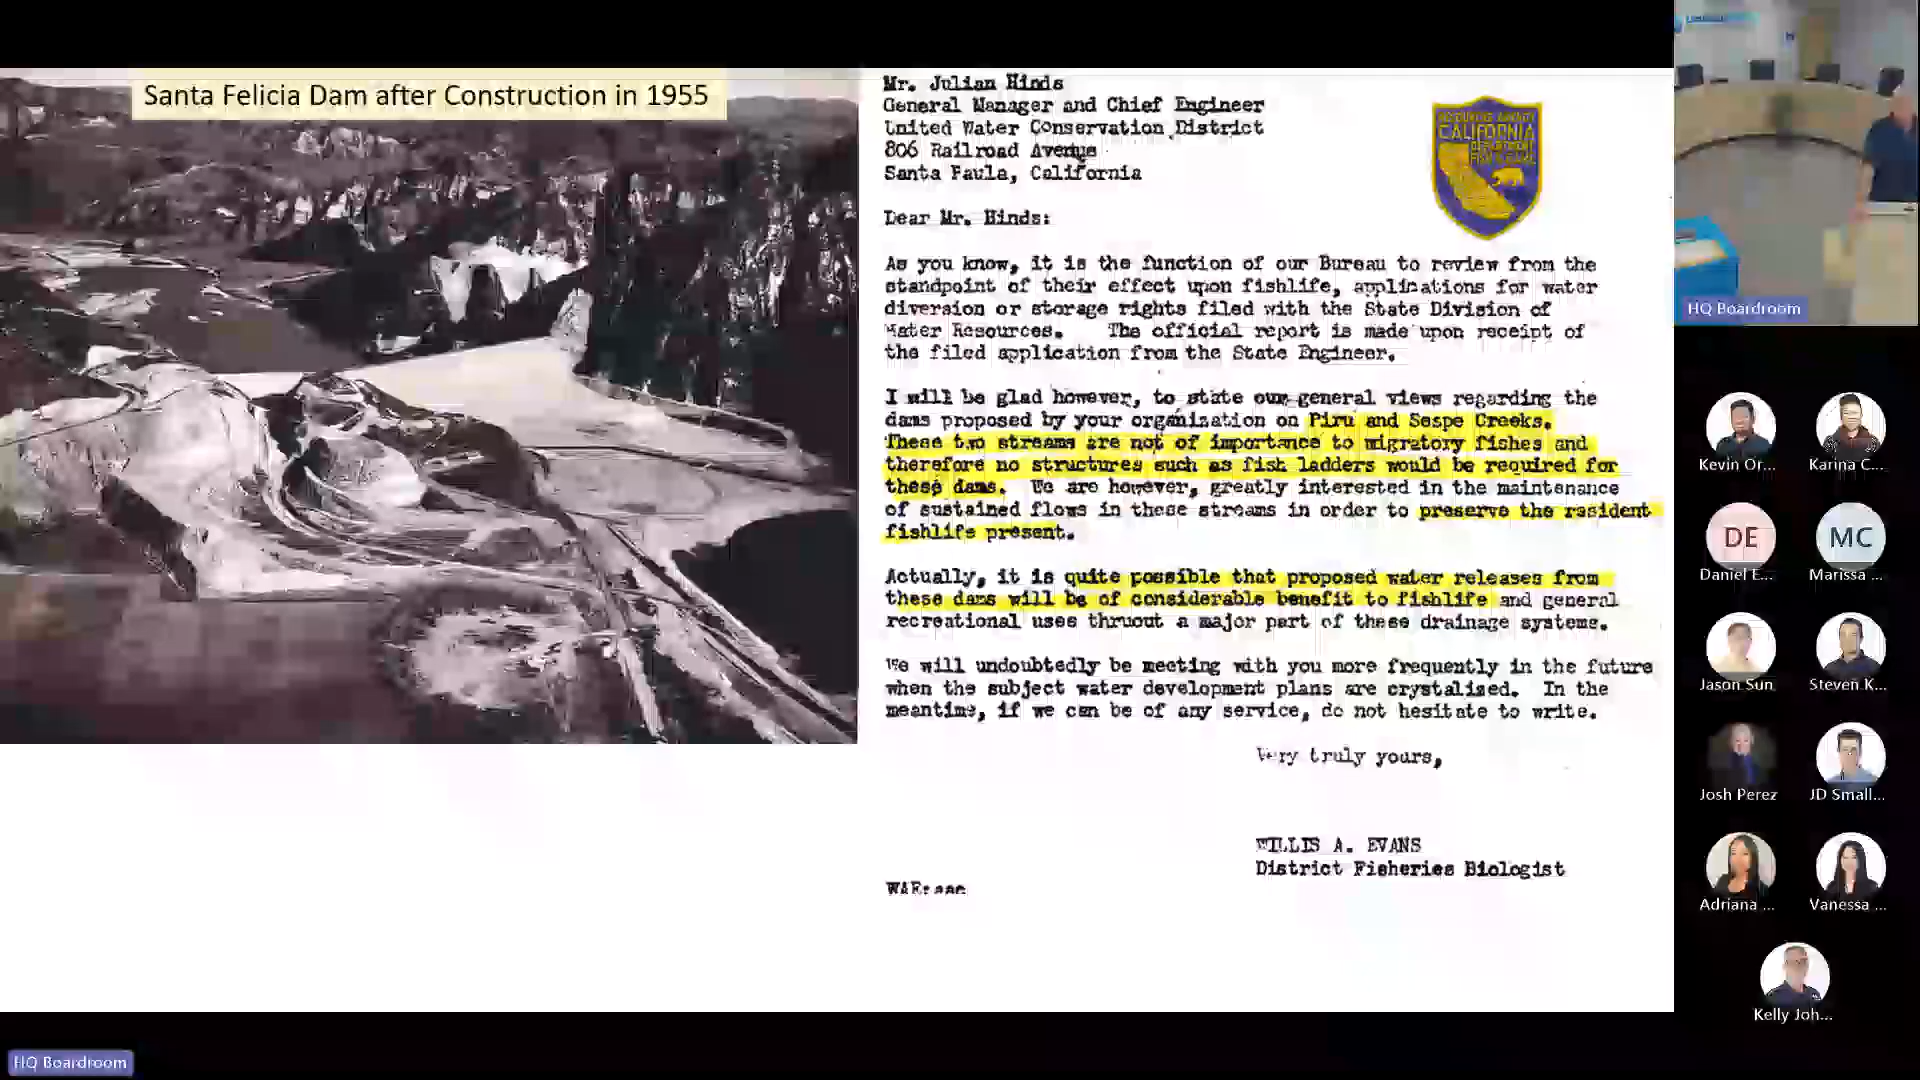 Santa Felicia Dam after Construction in 1955
Mr. Julian Hinds
General Manager and Chief Engineer
United Water Conservation District
806 Railroad Avenue
Santa Paula, California
CALIFORNIA
Dear Mr. Hinds:
As you know, it is the function of our Bureau to review from the
standpoint of their effect upon fishlife, applications for water
diversion or storage rights filed with the State Division of
Water Resources. The official report is made upon receipt of
the filed application from the State Engineer.
I will be glad however, to state our general views regarding the
dams proposed by your organization on Piru and Sespe Creeks.
These two streams are not of importance to migratory fishes and
therefore no structures such as fish ladders would be required for
these dams. We are however, greatly interested in the maintenance
of sustained flows in these streams in order to preserve the resident
fishlife present.
Actually, it is quite possible that proposed water releases from
these dams will be of considerable benefit to fishlife and general
recreational uses thruout a major part of these drainage systems.
We will undoubtedly be meeting with you more frequently in the future
when the subject water development plans are crystalized. In the
meantime, if we can be of any service, do not hesitate to write.
Very truly yours,
WILLIS A. EVANS
District Fisheries Biologist
HQ Boardroom
Kevin Or...
Karina C...
DE
MC
Daniel E...
Marissa ...
Jason Sun
Steven K...
Josh Perez
JD Small...
Adriana ...
Vanessa ...
Kelly Joh...
HQ Boardroom